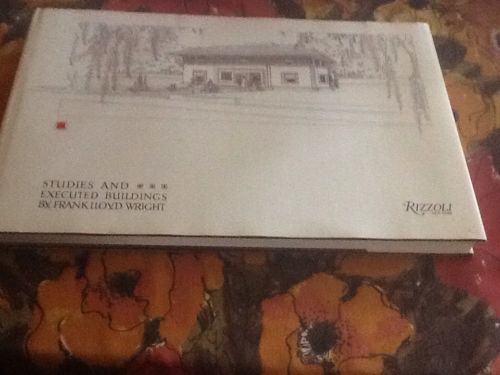 STUDIES AND
EXECUTED BUILDINGS
BY FRANK LLOYD WRIGHT
RIZZOLI